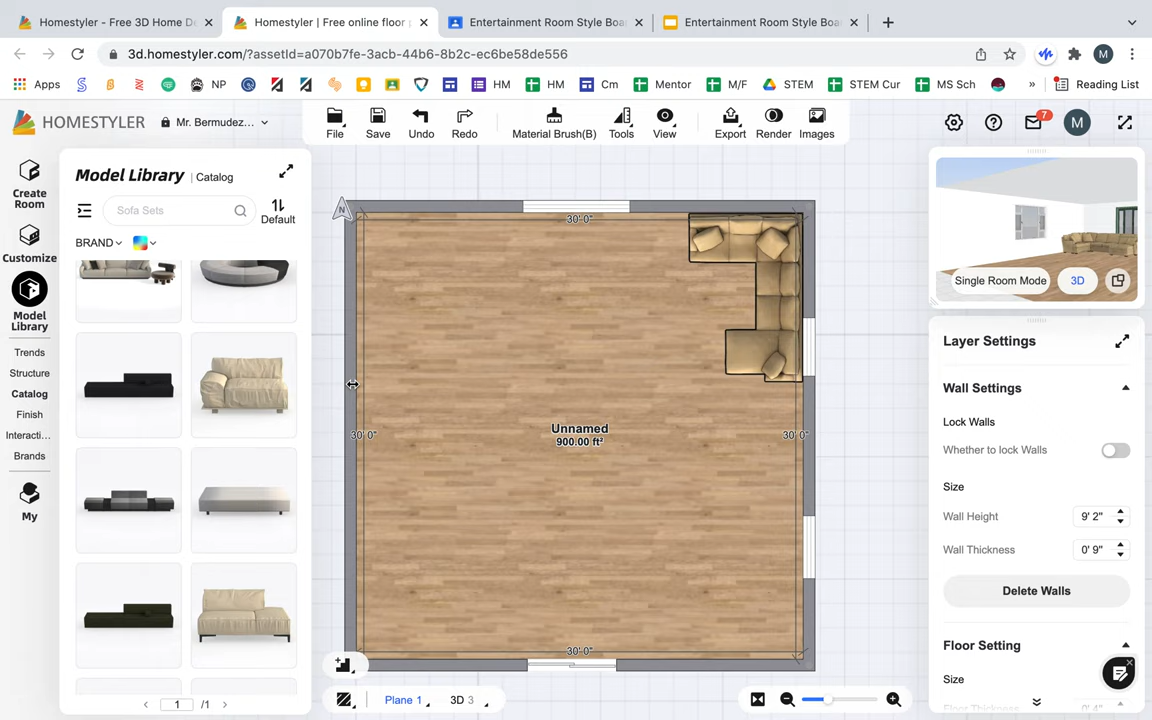 Homestyler - Free 3D Home De
Homestyler | Free online floor p
Entertainment Room Style Boa
Entertainment Room Style Boa
3d.homestyler.com/?assetId=a070b7fe-3acb-44b6-8b2c-ec6be58de556
M
Apps
NP
HM
HM
Cm
Mentor
M/F
STEM
STEM Cur
MS Sch
»
Reading List
HOMESTYLER
Mr. Bermudez...
File
Save
Undo
Redo
Material Brush(B)
Tools
View
Export
Render
Images
7
M
Create Room
Customize
Model Library
Trends
Structure
Catalog
Finish
Interacti...
Brands
My
Model Library | Catalog
Sofa Sets
Default
BRAND
1 /1
N
30' 0"
30' 0"
30' 0"
30' 0"
Unnamed
900.00 ft²
Plane 1
3D 3
Single Room Mode
3D
Layer Settings
Wall Settings
Lock Walls
Whether to lock Walls
Size
Wall Height
9' 2"
Wall Thickness
0' 9"
Delete Walls
Floor Setting
Size